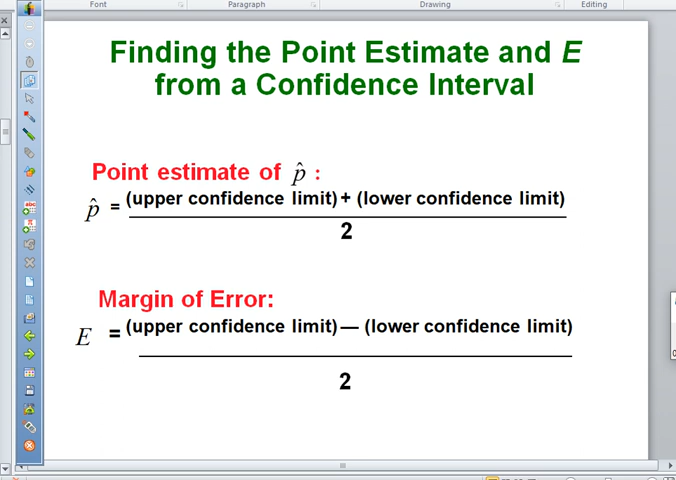 Font Paragraph Drawing Editing
Finding the Point Estimate and E
from a Confidence Interval
Point estimate of p̂ :
p̂ = (upper confidence limit) + (lower confidence limit)
2
Margin of Error:
E = (upper confidence limit) — (lower confidence limit)
2